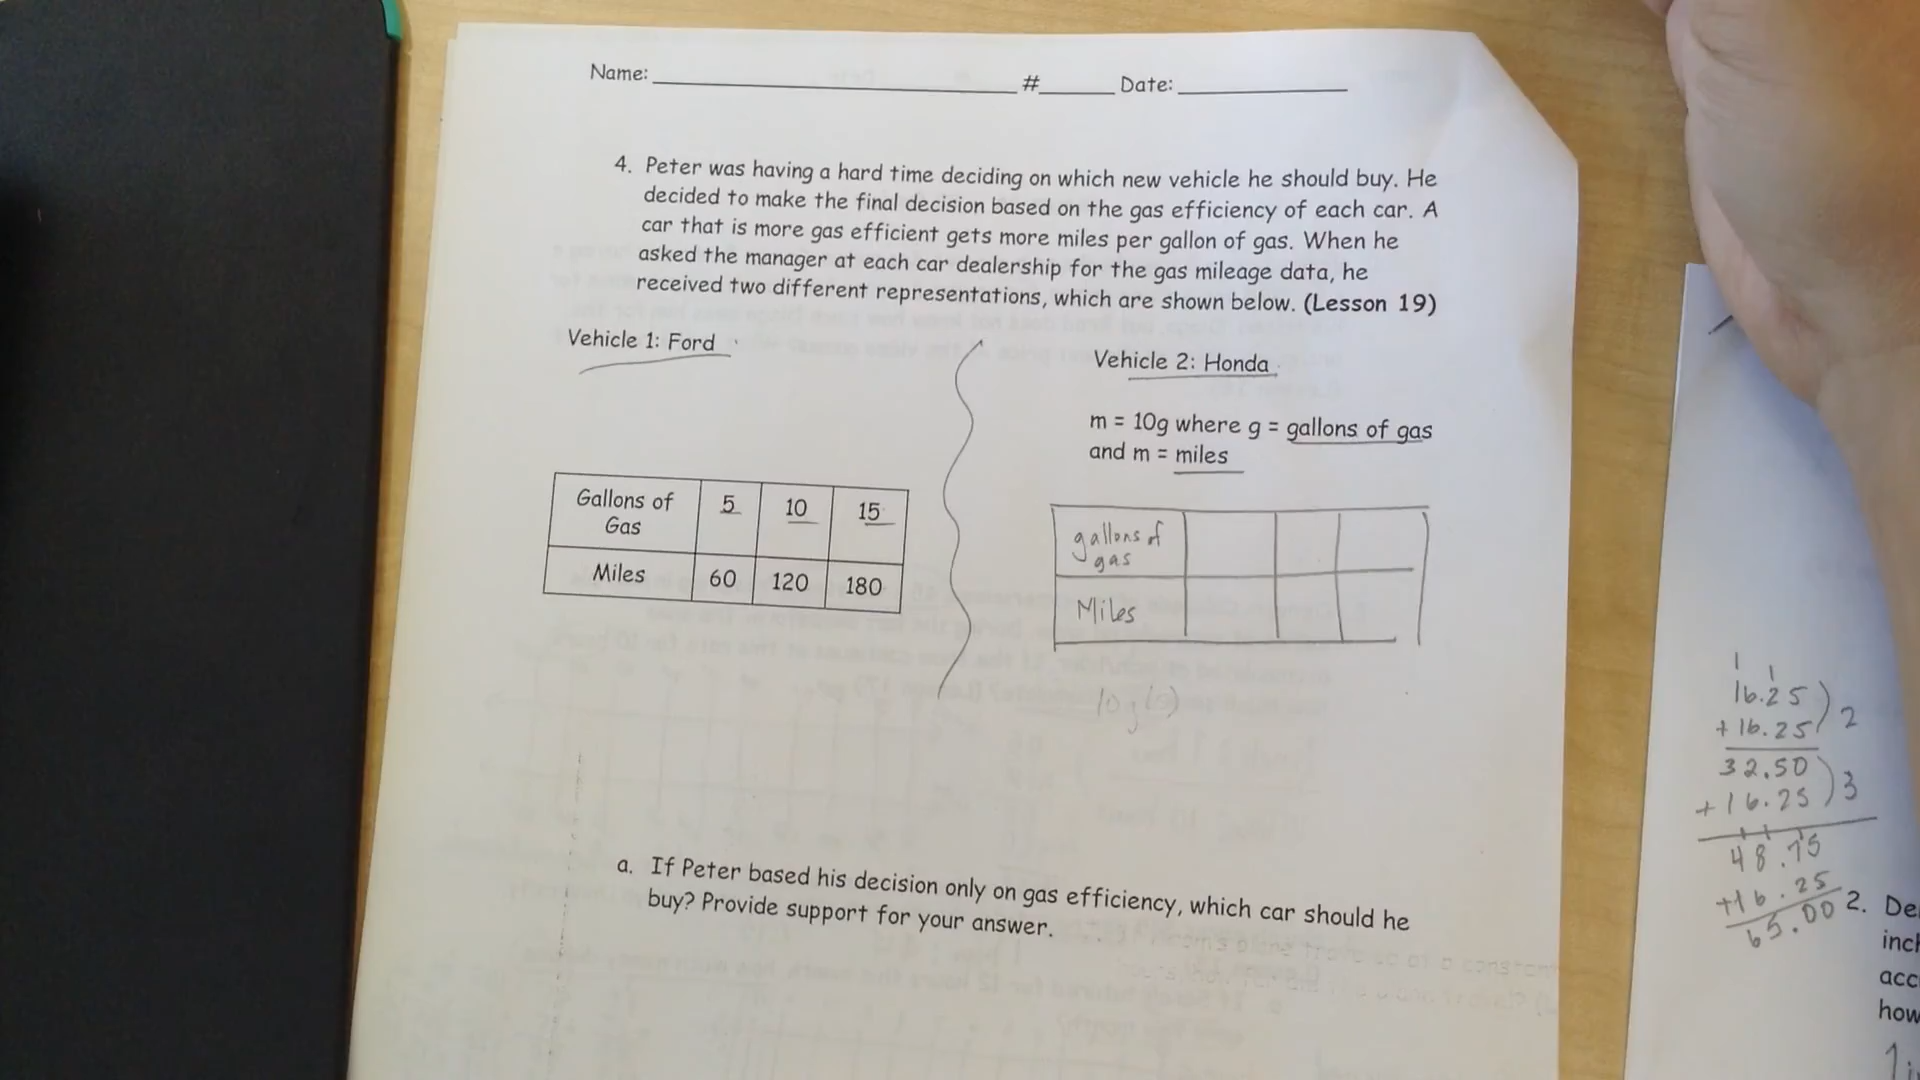 Name: # Date:
4. Peter was having a hard time deciding on which new vehicle he should buy. He
decided to make the final decision based on the gas efficiency of each car. A
car that is more gas efficient gets more miles per gallon of gas. When he
asked the manager at each car dealership for the gas mileage data, he
received two different representations, which are shown below. (Lesson 19)
Vehicle 1: Ford
Gallons of
Gas
5 10 15
Miles 60 120 180
Vehicle 2: Honda
m = 10g where g = gallons of gas
and m = miles
gallons of
gas
Miles
a. If Peter based his decision only on gas efficiency, which car should he
buy? Provide support for your answer.
16.25
+16.25 2
32.50
+16.25 3
48.75
+16.25
65.00
2.